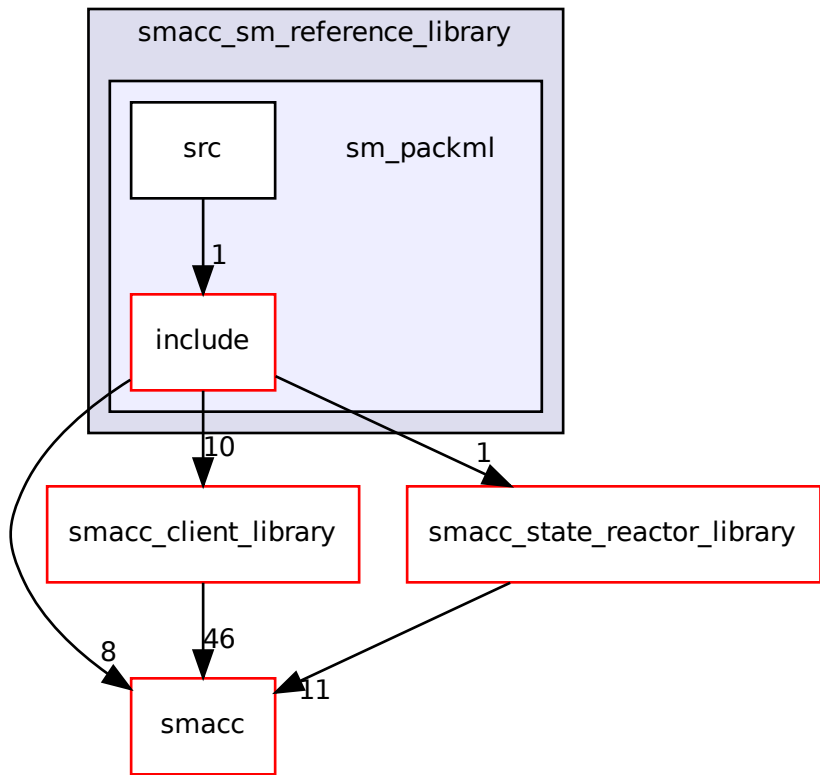 smacc_sm_reference_library
src
sm_packml
1
include
10
1
smacc_client_library
smacc_state_reactor_library
8
46
11
smacc